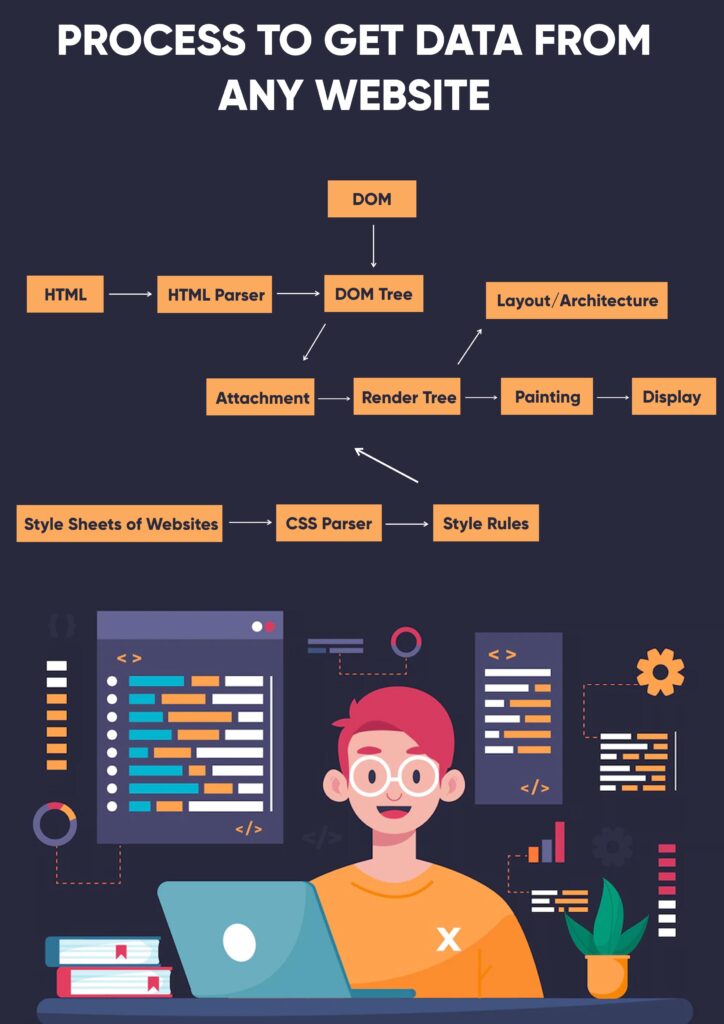 PROCESS TO GET DATA FROM
ANY WEBSITE
DOM
HTML
HTML Parser
DOM Tree
Layout/Architecture
Attachment
Render Tree
Painting
Display
Style Sheets of Websites
CSS Parser
Style Rules
{ }
< >
< >
</>
</>
</>
X